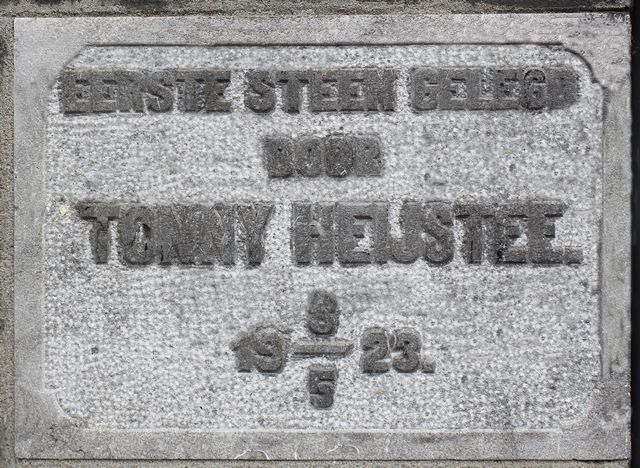 EERSTE STEEN GELEGD
DOOR
TONNY HEIJSTEE.
19 8/5 23.